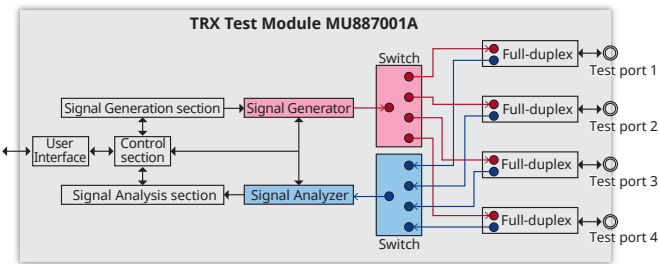 TRX Test Module MU887001A
Switch
Full-duplex
Test port 1
Signal Generation section
Signal Generator
Full-duplex
Test port 2
User
Interface
Control
section
Full-duplex
Test port 3
Signal Analysis section
Signal Analyzer
Full-duplex
Test port 4
Switch